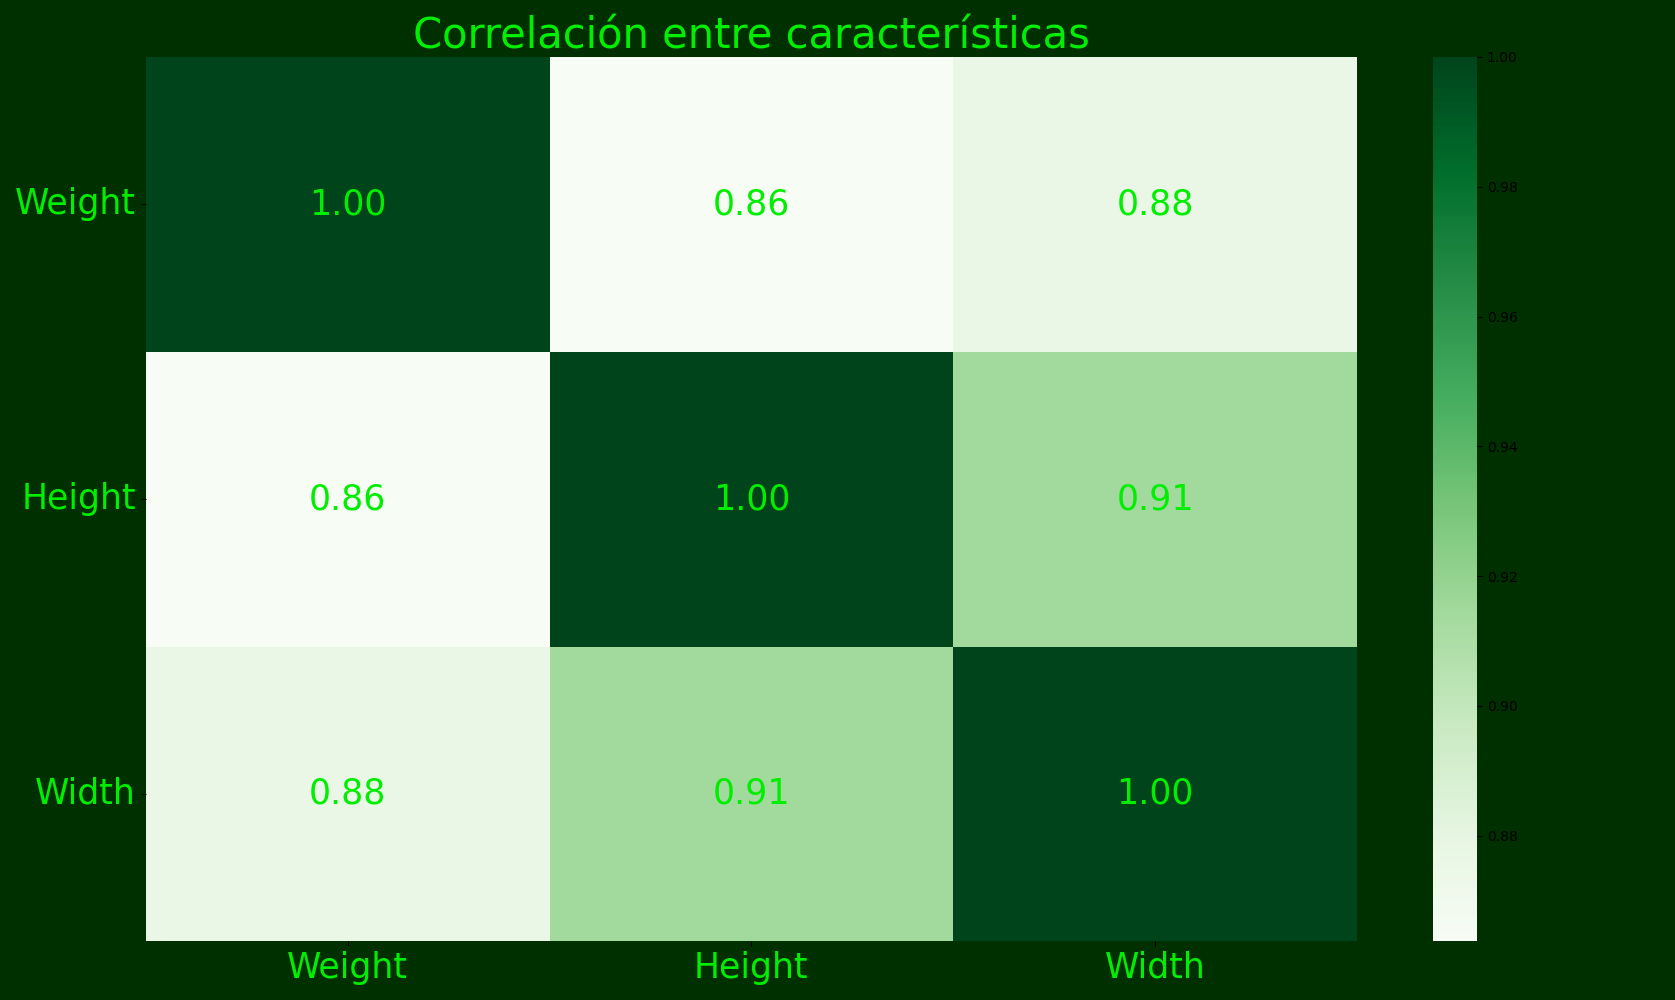 Correlación entre características
Weight 1.00 0.86 0.88
Height 0.86 1.00 0.91
Width 0.88 0.91 1.00
Weight Height Width
1.00
0.98
0.96
0.94
0.92
0.90
0.88